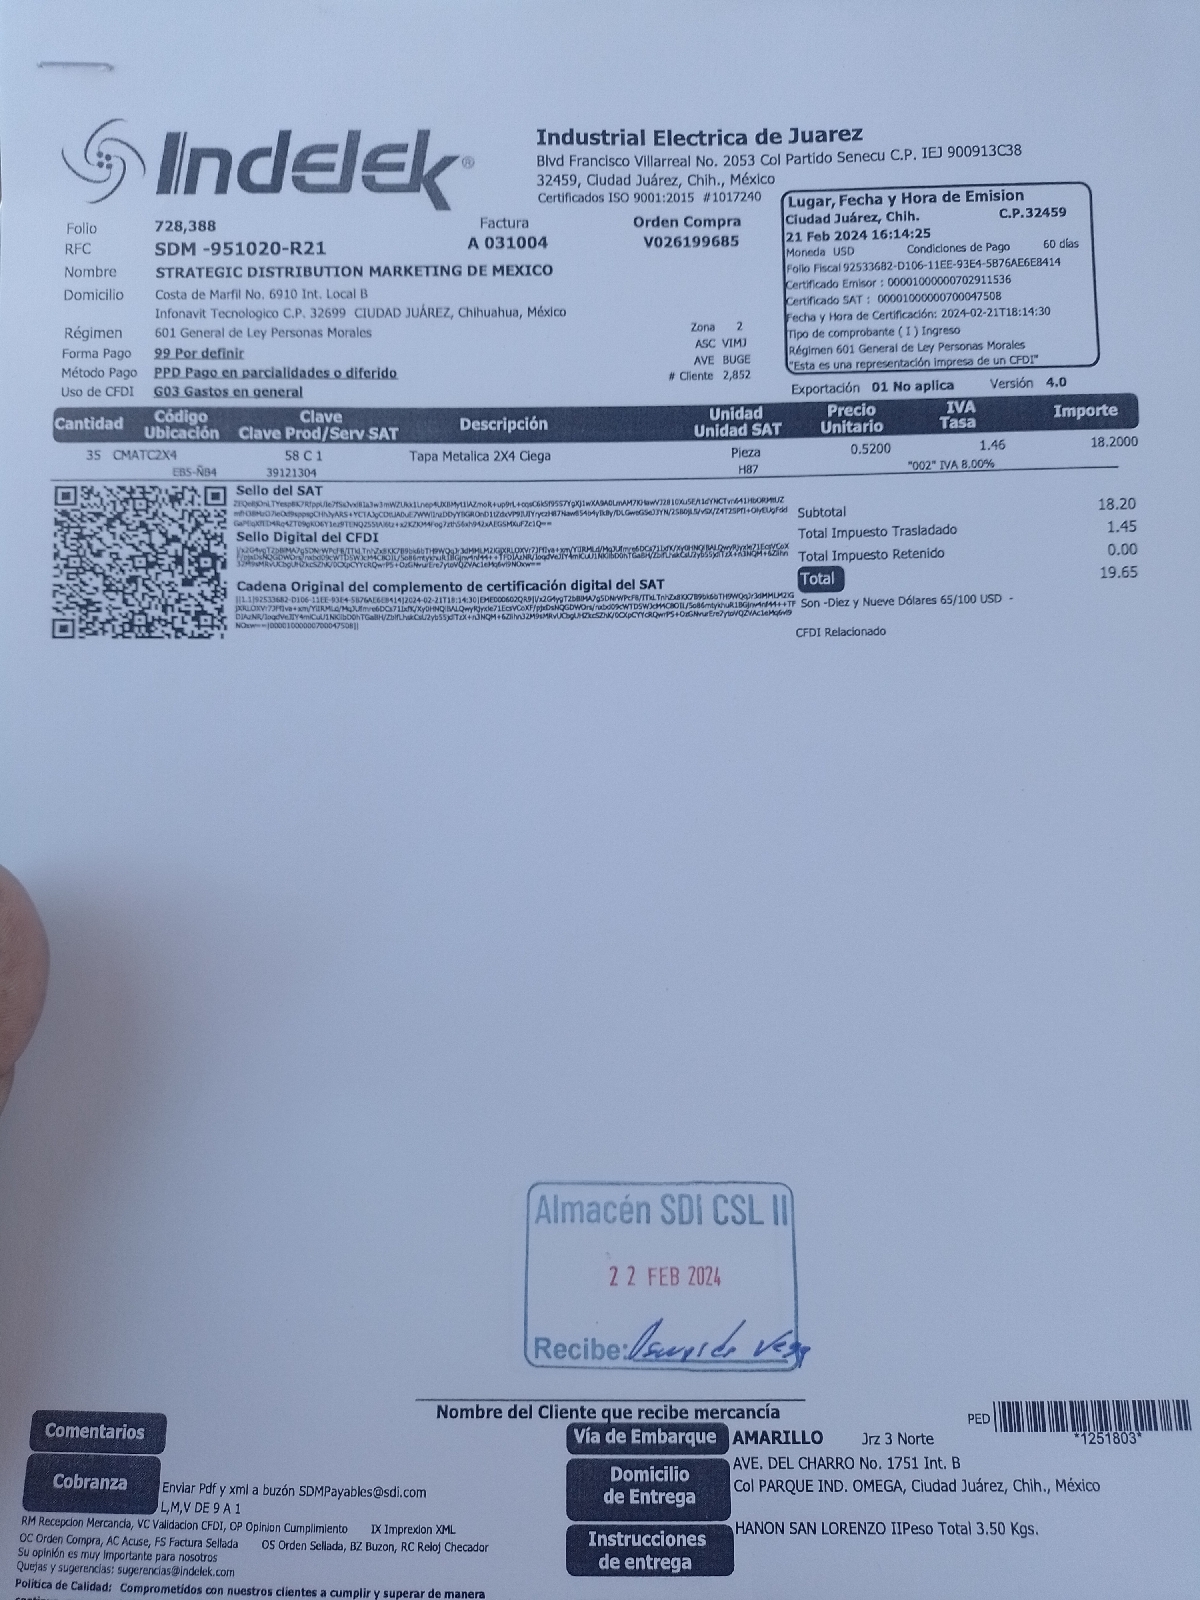 Indelek®
Industrial Electrica de Juarez
Blvd Francisco Villarreal No. 2053 Col Partido Senecu C.P. IEJ 900913C38
32459, Ciudad Juárez, Chih., México
Certificados ISO 9001:2015 #1017240
Folio 728,388
RFC SDM -951020-R21
Nombre STRATEGIC DISTRIBUTION MARKETING DE MEXICO
Domicilio Costa de Marfil No. 6910 Int. Local B
Infonavit Tecnologico C.P. 32699 CIUDAD JUÁREZ, Chihuahua, México
Régimen 601 General de Ley Personas Morales
Forma Pago 99 Por definir
Método Pago PPD Pago en parcialidades o diferido
Uso de CFDI G03 Gastos en general
Factura
A 031004
Orden Compra
V026199685
Zona 2
ASC VIMJ
AVE BUGE
# Cliente 2,852
Lugar, Fecha y Hora de Emision
Ciudad Juárez, Chih. C.P.32459
21 Feb 2024 16:14:25
Moneda USD Condiciones de Pago 60 días
Folio Fiscal 92533682-D106-11EE-93E4-5B76AE6E8414
Certificado Emisor : 00001000000702911536
Certificado SAT : 00001000000700047508
Fecha y Hora de Certificación: 2024-02-21T18:14:30
Tipo de comprobante ( I ) Ingreso
Régimen 601 General de Ley Personas Morales
"Esta es una representación impresa de un CFDI"
Exportación 01 No aplica Versión 4.0
Cantidad Código Ubicación Clave Clave Prod/Serv SAT Descripción Unidad Unidad SAT Precio Unitario IVA Tasa Importe
35 CMATC2X4 58 C 1 Tapa Metalica 2X4 Ciega Pieza 0.5200 1.46 18.2000
EBS-ÑB4 39121304 H87 "002" IVA 8.00%
Sello del SAT
Sello Digital del CFDI
Cadena Original del complemento de certificación digital del SAT
Subtotal 18.20
Total Impuesto Trasladado 1.45
Total Impuesto Retenido 0.00
Total 19.65
Son -Diez y Nueve Dólares 65/100 USD -
CFDI Relacionado
Almacén SDI CSL II
22 FEB 2024
Recibe:
Nombre del Cliente que recibe mercancía
PED
*1251803*
Comentarios
Cobranza
Enviar Pdf y xml a buzón SDMPayables@sdi.com
L,M,V DE 9 A 1
RM Recepcion Mercancia, VC Validacion CFDI, OP Opinion Cumplimiento IX Imprexion XML
OC Orden Compra, AC Acuse, FS Factura Sellada OS Orden Sellada, BZ Buzon, RC Reloj Checador
Su opinión es muy importante para nosotros
Quejas y sugerencias: sugerencias@indelek.com
Política de Calidad: Comprometidos con nuestros clientes a cumplir y superar de manera
Vía de Embarque AMARILLO Jrz 3 Norte
Domicilio de Entrega AVE. DEL CHARRO No. 1751 Int. B
Col PARQUE IND. OMEGA, Ciudad Juárez, Chih., México
Instrucciones de entrega HANON SAN LORENZO IIPeso Total 3.50 Kgs.